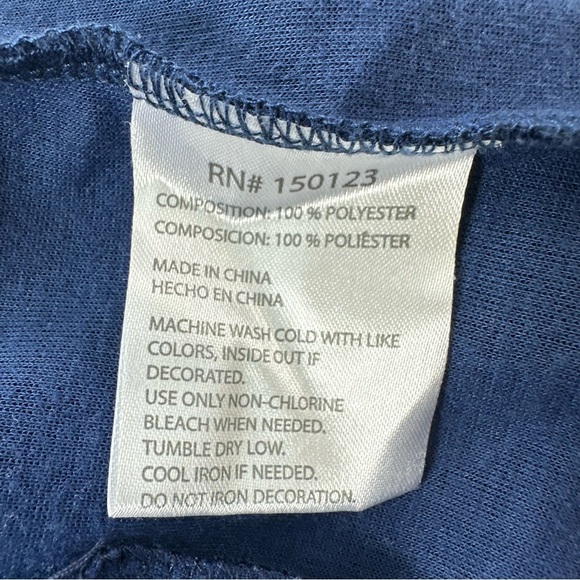 RN# 150123
COMPOSITION: 100 % POLYESTER
COMPOSICION: 100 % POLIÉSTER
MADE IN CHINA
HECHO EN CHINA
MACHINE WASH COLD WITH LIKE
COLORS, INSIDE OUT IF
DECORATED.
USE ONLY NON-CHLORINE
BLEACH WHEN NEEDED.
TUMBLE DRY LOW.
COOL IRON IF NEEDED.
DO NOT IRON DECORATION.